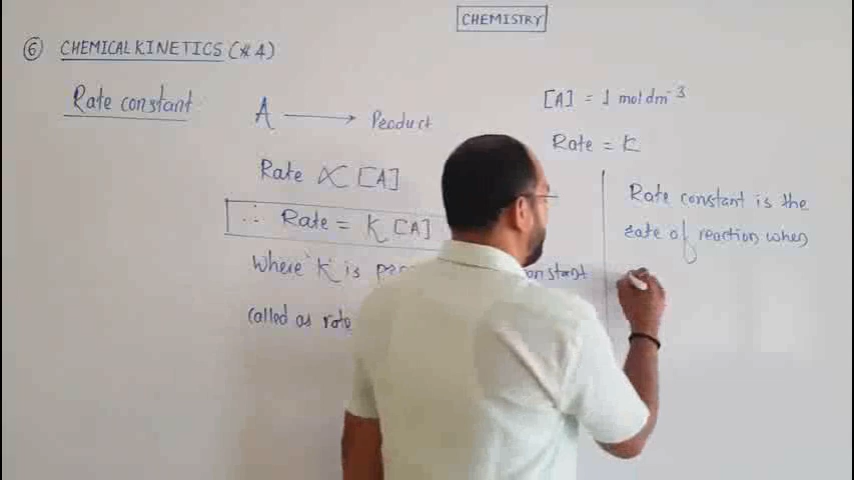 CHEMISTRY
⑥ CHEMICAL KINETICS (* 4)
Rate constant
A → Product
Rate ∝ [A]
∴ Rate = K [A]
where 'K' is constant
called as rate
[A] = 1 mol dm⁻³
Rate = K
Rate constant is the
rate of reaction when